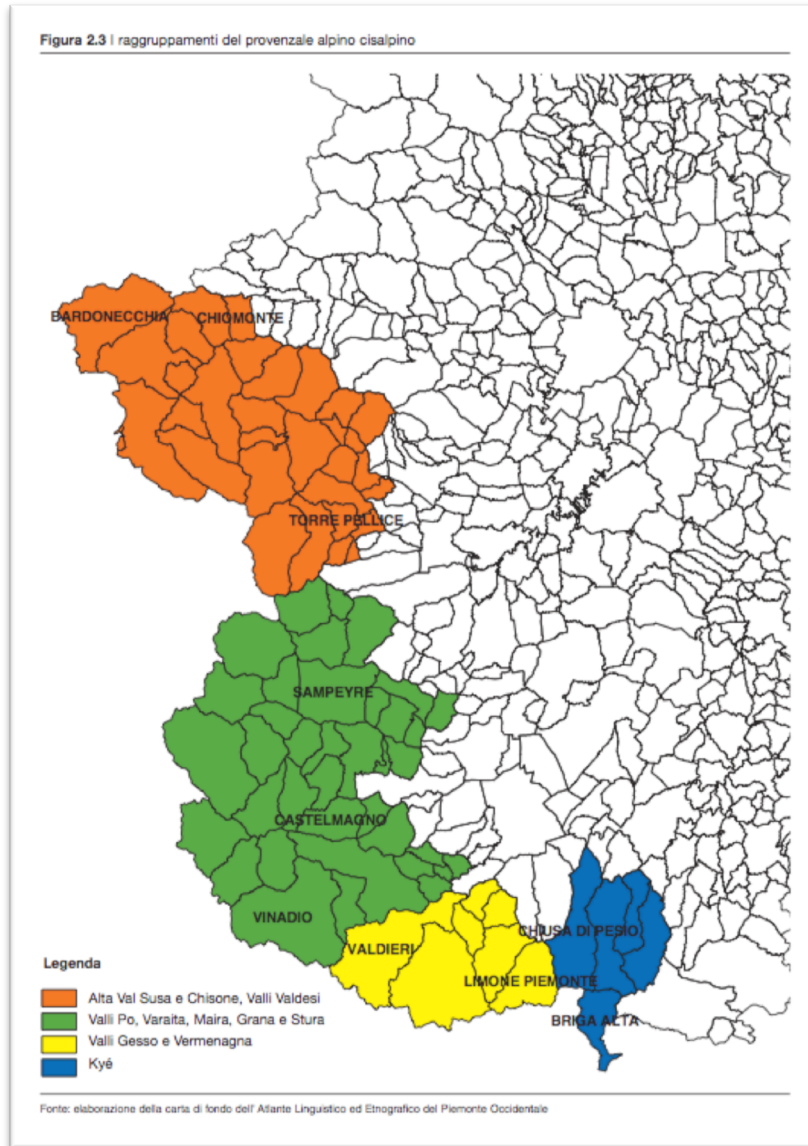 Figura 2.3 | I raggruppamenti del provenzale alpino cisalpino
BARDONECCHIA
CHIOMONTE
TORRE PELLICE
SAMPEYRE
CASTELMAGNO
VINADIO
VALDIERI
CHIUSA DI PESIO
LIMONE PIEMONTE
BRIGA ALTA
Legenda
Alta Val Susa e Chisone, Valli Valdesi
Valli Po, Varaita, Maira, Grana e Stura
Valli Gesso e Vermenagna
Kyé
Fonte: elaborazione della carta di fondo dell' Atlante Linguistico ed Etnografico del Piemonte Occidentale